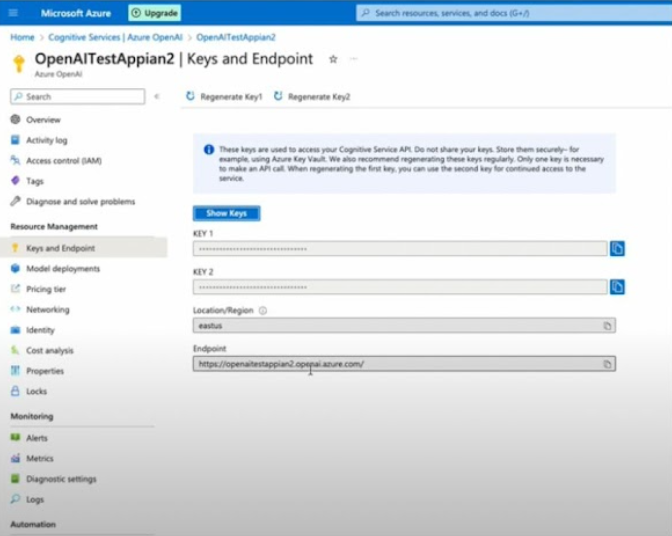 Microsoft Azure
Upgrade
Search resources, services, and docs (G+/)
Home > Cognitive Services | Azure OpenAI > OpenAITestAppian2
OpenAITestAppian2 | Keys and Endpoint
Azure OpenAI
Search
Regenerate Key1
Regenerate Key2
Overview
Activity log
Access control (IAM)
Tags
Diagnose and solve problems
Resource Management
Keys and Endpoint
Model deployments
Pricing tier
Networking
Identity
Cost analysis
Properties
Locks
Monitoring
Alerts
Metrics
Diagnostic settings
Logs
Automation
These keys are used to access your Cognitive Service API. Do not share your keys. Store them securely– for
example, using Azure Key Vault. We also recommend regenerating these keys regularly. Only one key is necessary
to make an API call. When regenerating the first key, you can use the second key for continued access to the
service.
Show Keys
KEY 1
KEY 2
Location/Region
eastus
Endpoint
https://openaitestappian2.openai.azure.com/